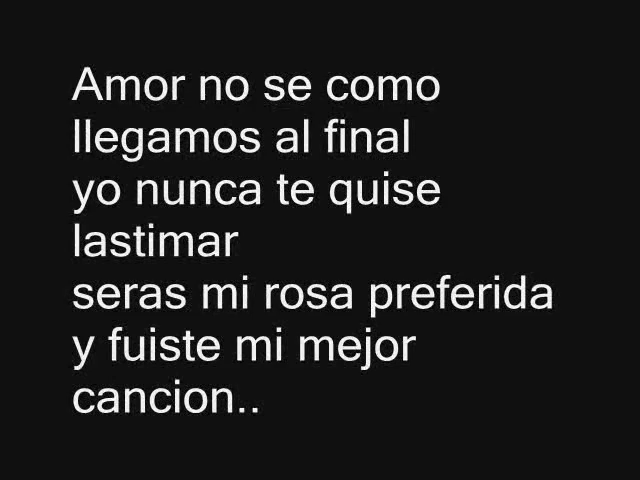 Amor no se como
llegamos al final
yo nunca te quise
lastimar
seras mi rosa preferida
y fuiste mi mejor
cancion..